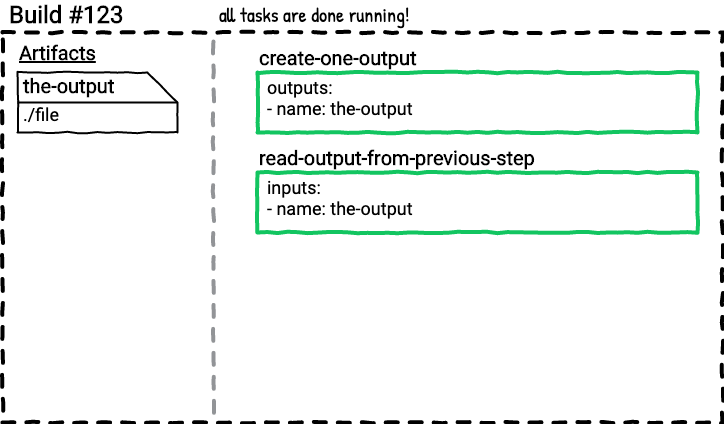 Build #123
all tasks are done running!
Artifacts
the-output
./file
create-one-output
outputs:
- name: the-output
read-output-from-previous-step
inputs:
- name: the-output